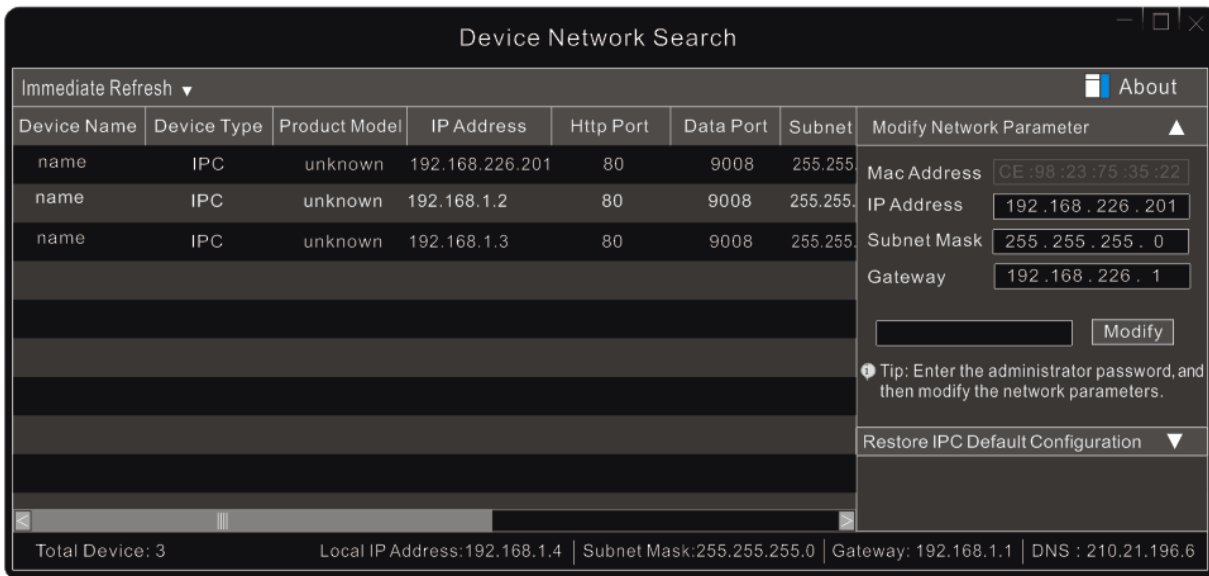 Device Network Search
Immediate Refresh ▼
About
Device Name Device Type Product Model IP Address Http Port Data Port Subnet
name IPC unknown 192.168.226.201 80 9008 255.255.
name IPC unknown 192.168.1.2 80 9008 255.255.
name IPC unknown 192.168.1.3 80 9008 255.255.
Modify Network Parameter ▲
Mac Address CE:98:23:75:35:22
IP Address 192.168.226.201
Subnet Mask 255.255.255.0
Gateway 192.168.226.1
Modify
Tip: Enter the administrator password, and
then modify the network parameters.
Restore IPC Default Configuration ▼
Total Device: 3 Local IP Address:192.168.1.4 Subnet Mask:255.255.255.0 Gateway: 192.168.1.1 DNS : 210.21.196.6